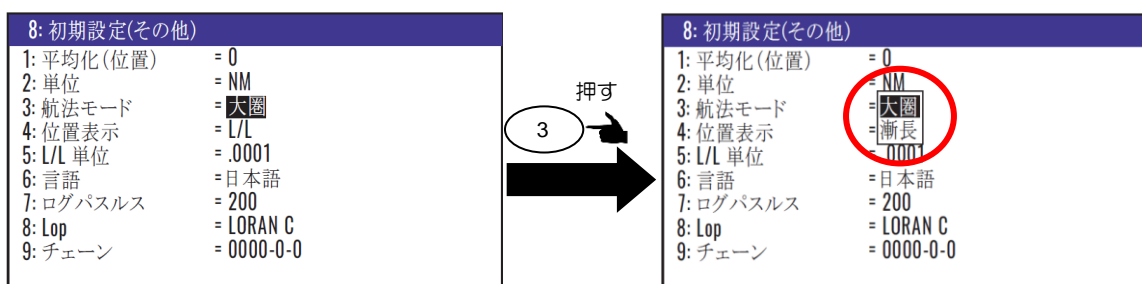 8: 初期設定(その他)
1: 平均化(位置) = 0
2: 単位 = NM
3: 航法モード = 大圏
4: 位置表示 = L/L
5: L/L 単位 = .0001
6: 言語 =日本語
7: ログパスルス = 200
8: Lop = LORAN C
9: チェーン = 0000-0-0
押す
3
8: 初期設定(その他)
1: 平均化(位置) = 0
2: 単位 = NM
3: 航法モード =大圏
4: 位置表示 =漸長
5: L/L 単位 = .0001
6: 言語 =日本語
7: ログパスルス = 200
8: Lop = LORAN C
9: チェーン = 0000-0-0